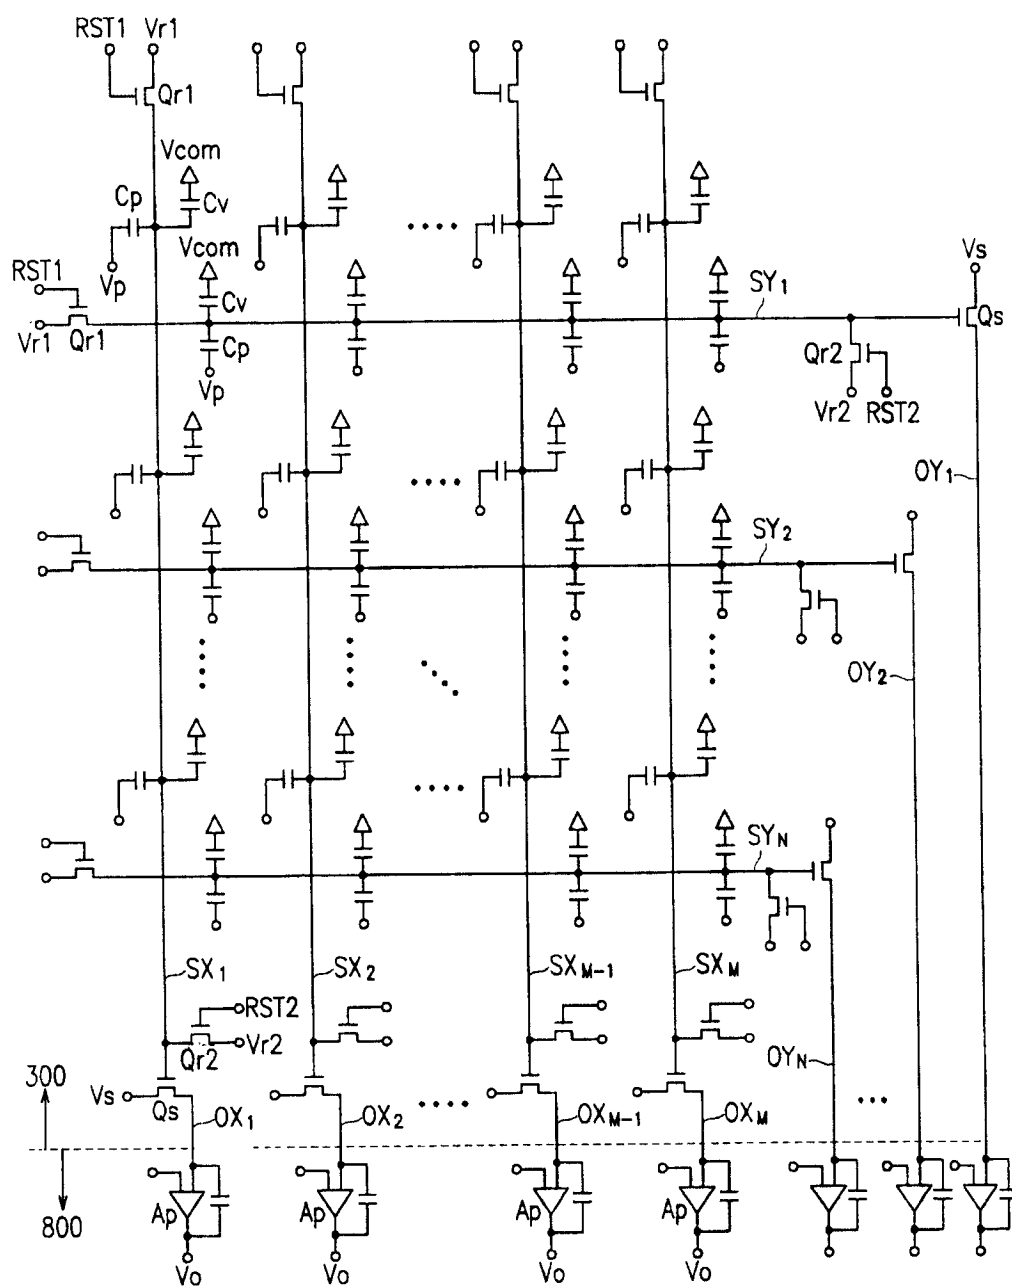 RST1 Vr1
Qr1
Vcom
Cp
Cv
Vcom
Vs
RST1
Vp
SY1
Cv
Qs
Vr1 Qr1
Cp
Qr2
Vp
Vr2 RST2
OY1
SY2
OY2
SYN
SX1 SX2 SXM-1 SXM
RST2
Qr2 Vr2
OYN
300
Vs
Qs
OX1 OX2 OXM-1 OXM
800
Ap Ap Ap Ap
Vo Vo Vo Vo